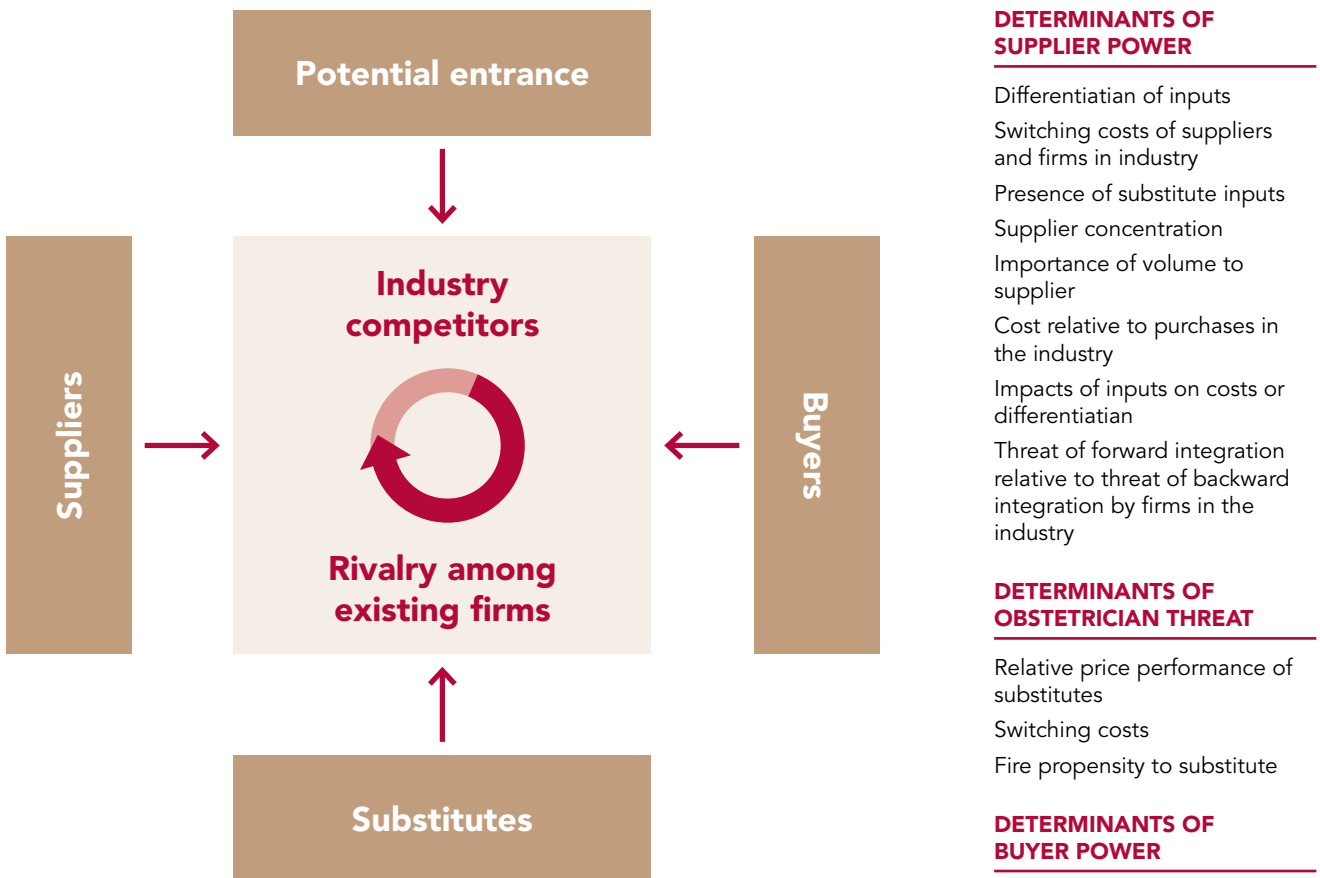 Potential entrance
Suppliers
Industry
competitors
Rivalry among
existing firms
Buyers
Substitutes
DETERMINANTS OF
SUPPLIER POWER
Differentiatian of inputs
Switching costs of suppliers
and firms in industry
Presence of substitute inputs
Supplier concentration
Importance of volume to
supplier
Cost relative to purchases in
the industry
Impacts of inputs on costs or
differentiatian
Threat of forward integration
relative to threat of backward
integration by firms in the
industry
DETERMINANTS OF
OBSTETRICIAN THREAT
Relative price performance of
substitutes
Switching costs
Fire propensity to substitute
DETERMINANTS OF
BUYER POWER